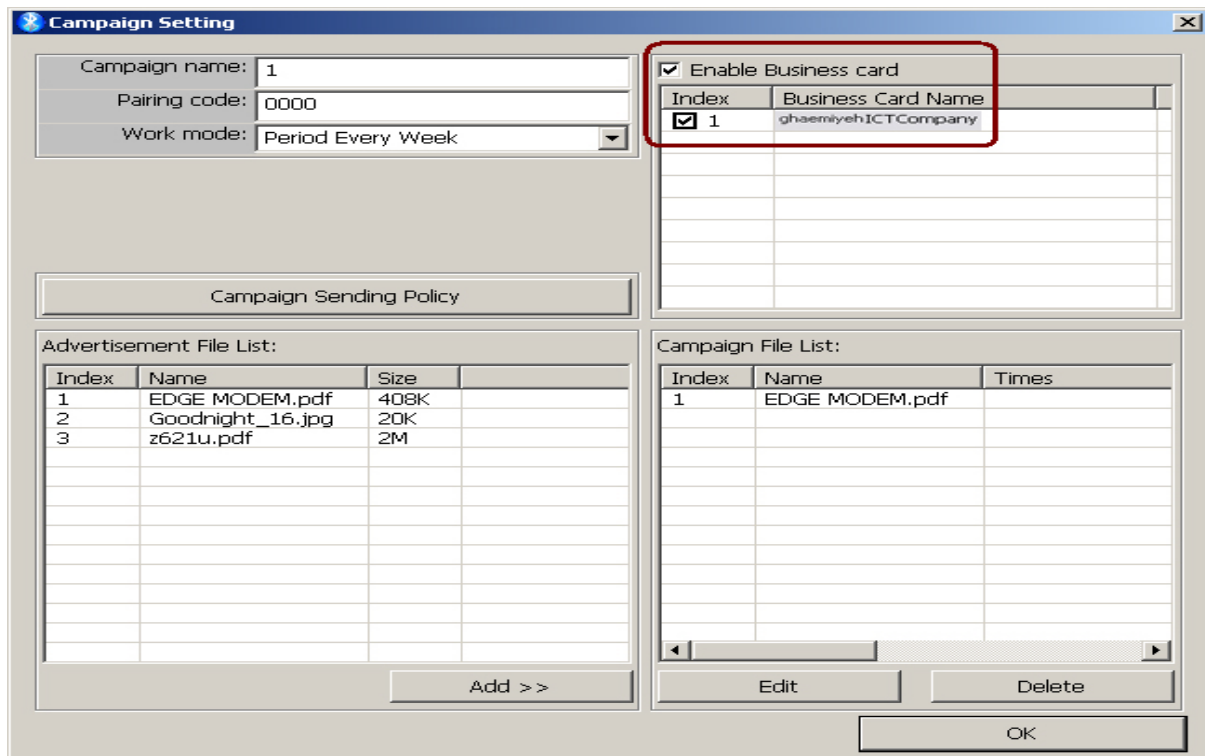 Campaign Setting
Campaign name: 1
Pairing code: 0000
Work mode: Period Every Week
Enable Business card
Index Business Card Name
1 ghaemiyehICTCompany
Campaign Sending Policy
Advertisement File List:
Index Name Size
1 EDGE MODEM.pdf 408K
2 Goodnight_16.jpg 20K
3 z621u.pdf 2M
Add >>
Campaign File List:
Index Name Times
1 EDGE MODEM.pdf
Edit Delete
OK